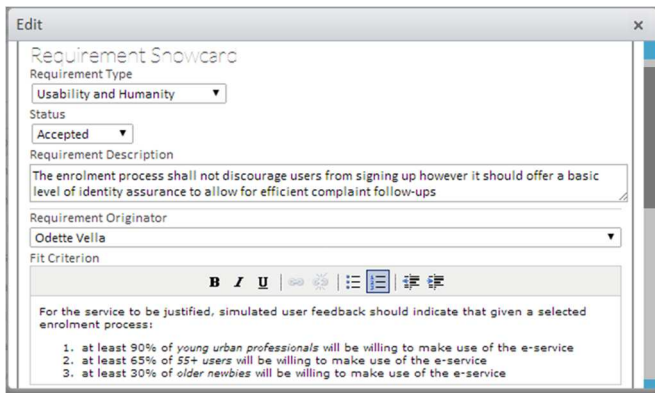 Edit
×
Requirement Snowcard
Requirement Type
Usability and Humanity
Status
Accepted
Requirement Description
The enrolment process shall not discourage users from signing up however it should offer a basic
level of identity assurance to allow for efficient complaint follow-ups
Requirement Originator
Odette Vella
Fit Criterion
B I U
For the service to be justified, simulated user feedback should indicate that given a selected
enrolment process:
1. at least 90% of young urban professionals will be willing to make use of the e-service
2. at least 65% of 55+ users will be willing to make use of the e-service
3. at least 30% of older newbies will be willing to make use of the e-service